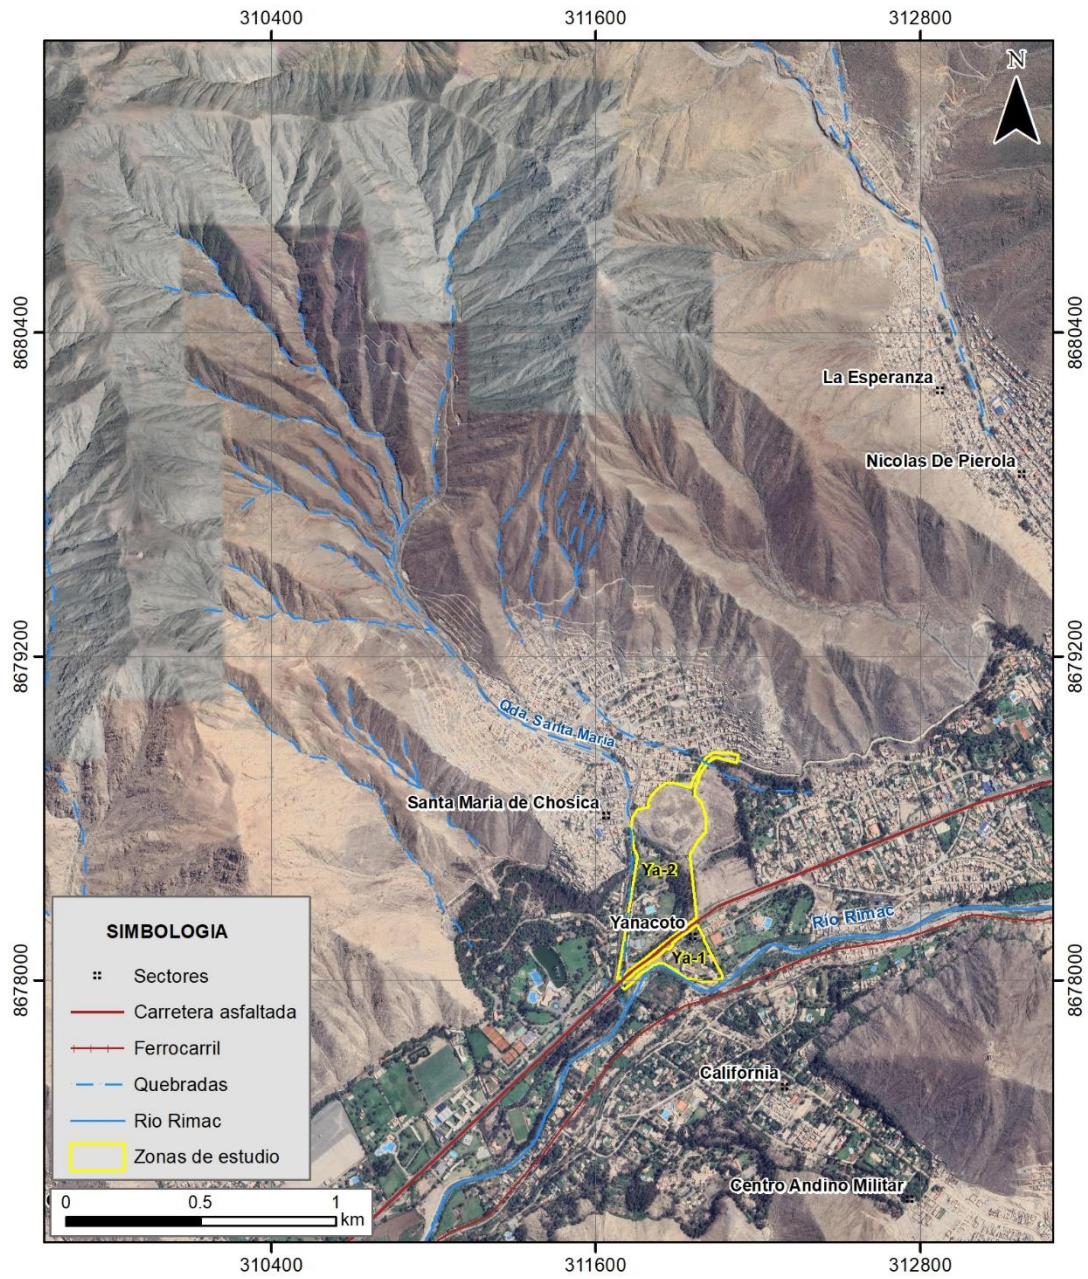 310400
311600
312800
N
8680400
8680400
La Esperanza
Nicolas De Pierola
8679200
8679200
Qda. Santa Maria
Santa Maria de Chosica
Ya-2
Yanacoto
Río Rimac
Ya-1
8678000
8678000
SIMBOLOGIA
Sectores
Carretera asfaltada
Ferrocarril
Quebradas
Rio Rimac
Zonas de estudio
California
Centro Andino Militar
0 0.5 1
km
310400
311600
312800